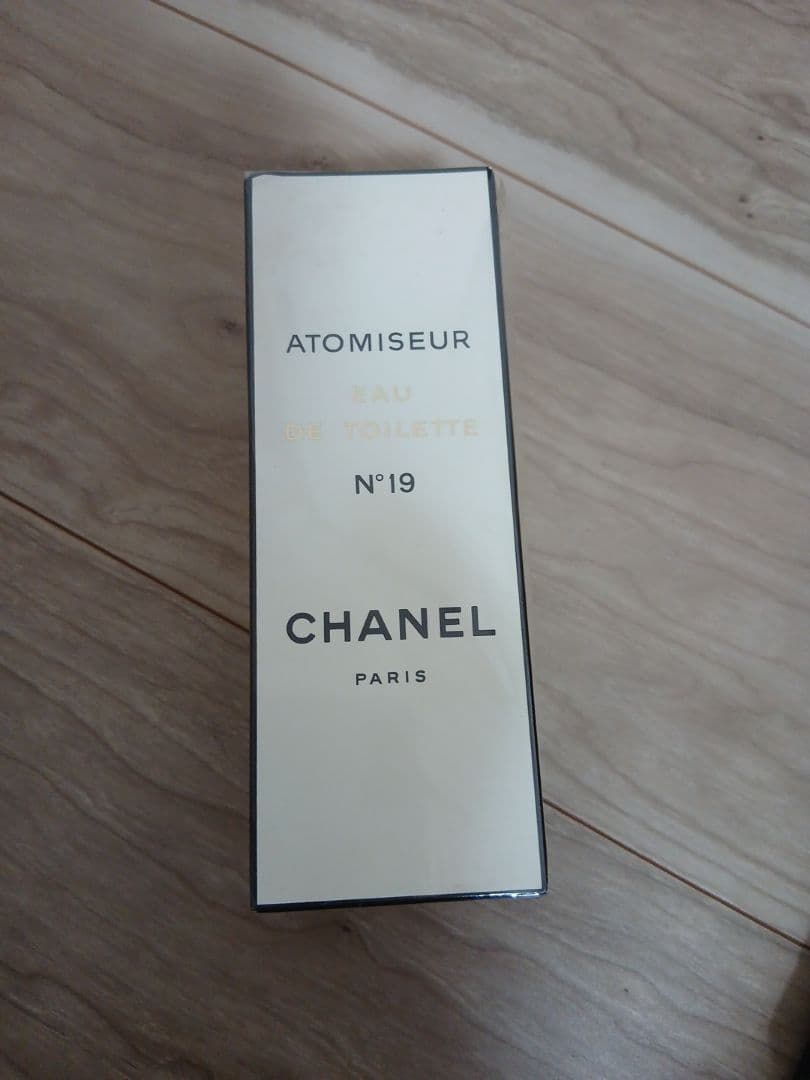 ATOMISEUR
EAU
DE TOILETTE
N°19
CHANEL
PARIS